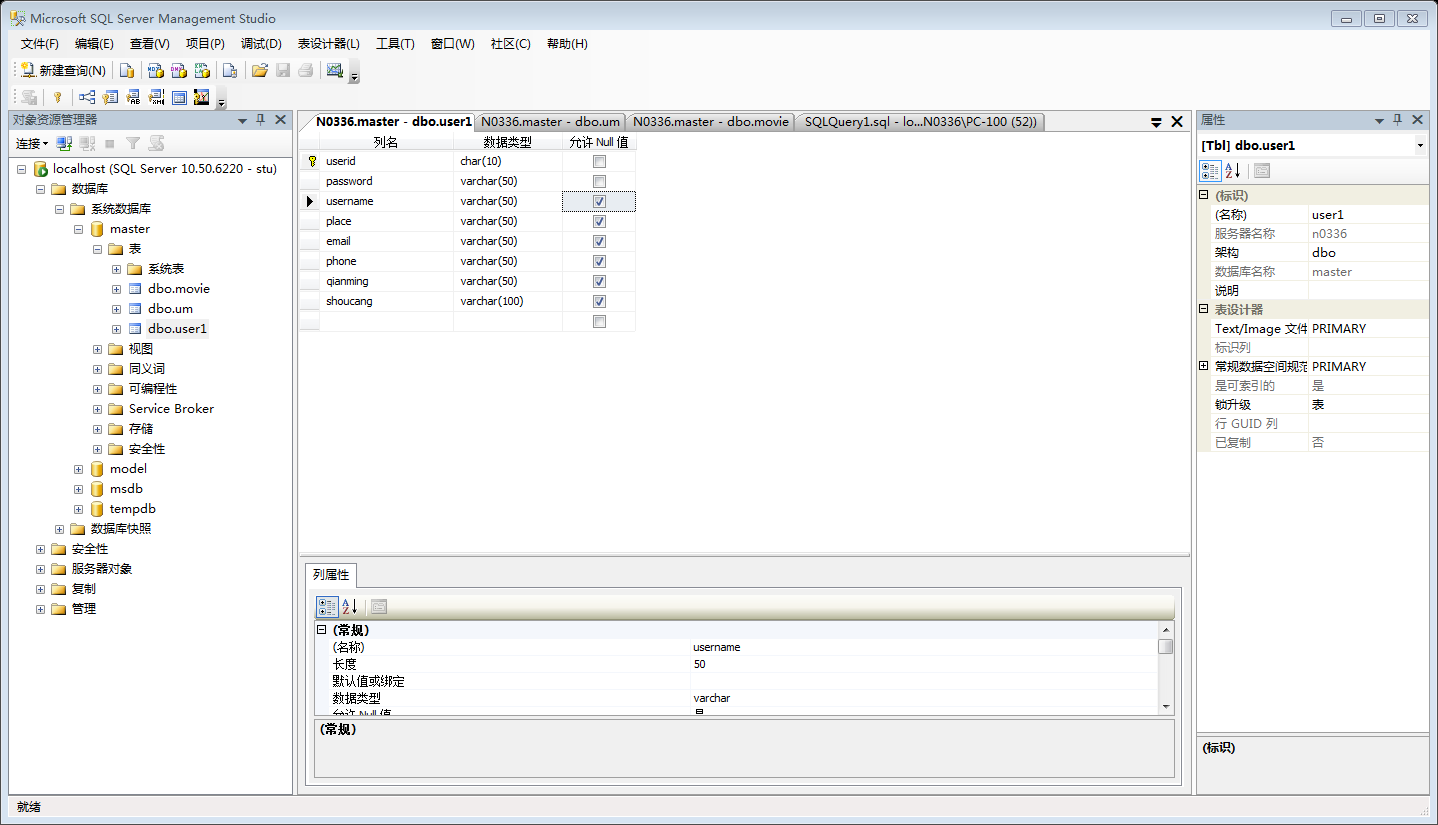 Microsoft SQL Server Management Studio
文件(F) 编辑(E) 查看(V) 项目(P) 调试(D) 表设计器(L) 工具(T) 窗口(W) 社区(C) 帮助(H)
新建查询(N)
对象资源管理器
连接
localhost (SQL Server 10.50.6220 - stu)
数据库
系统数据库
master
表
系统表
dbo.movie
dbo.um
dbo.user1
视图
同义词
可编程性
Service Broker
存储
安全性
model
msdb
tempdb
数据库快照
安全性
服务器对象
复制
管理
N0336.master - dbo.user1 N0336.master - dbo.um N0336.master - dbo.movie SQLQuery1.sql - lo...N0336\PC-100 (52))
列名 数据类型 允许 Null 值
userid char(10)
password varchar(50)
username varchar(50)
place varchar(50)
email varchar(50)
phone varchar(50)
qianming varchar(50)
shoucang varchar(100)
列属性
(常规)
(名称) username
长度 50
默认值或绑定
数据类型 varchar
允许 Null 值 是
(常规)
属性
[Tbl] dbo.user1
(标识)
(名称) user1
服务器名称 n0336
架构 dbo
数据库名称 master
说明
表设计器
Text/Image 文件 PRIMARY
标识列
常规数据空间规范 PRIMARY
是可索引的 是
锁升级 表
行 GUID 列
已复制 否
(标识)
就绪